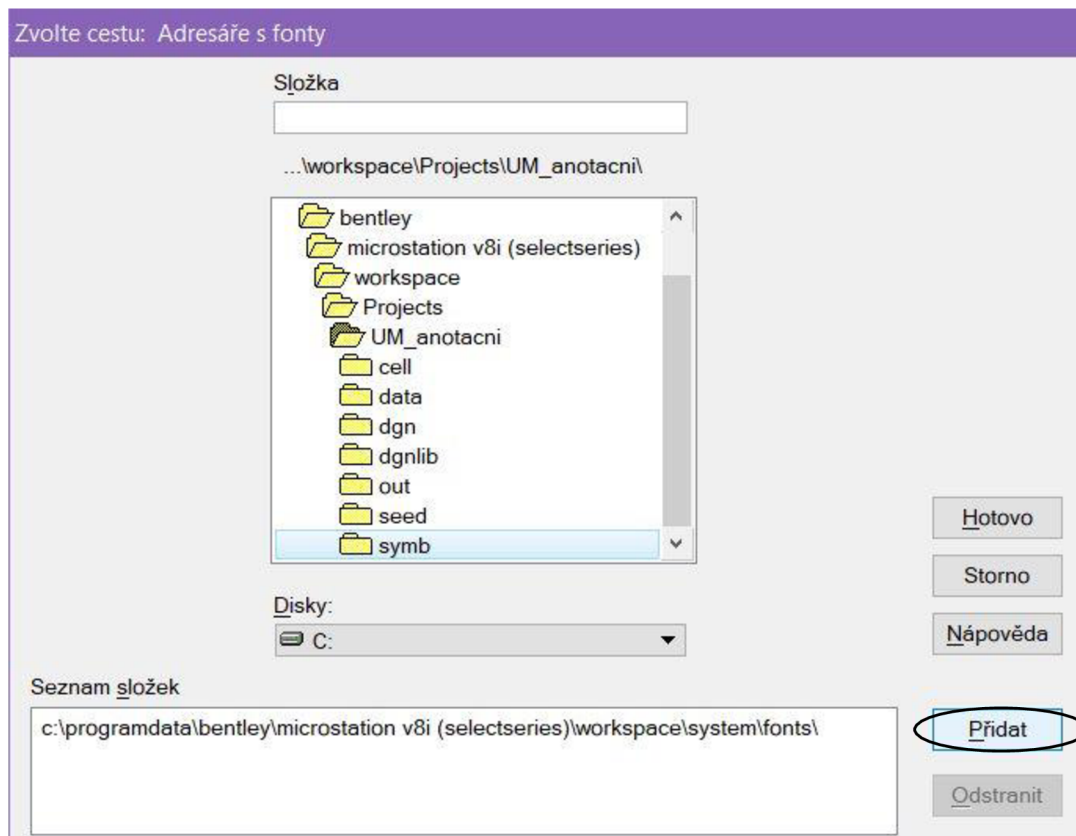 Zvolte cestu: Adresáře s fonty
Složka
...\workspace\Projects\UM_anotacni\
bentley
microstation v8i (selectseries)
workspace
Projects
UM_anotacni
cell
data
dgn
dgnlib
out
seed
symb
Hotovo
Storno
Nápověda
Disky:
C:
Seznam složek
c:\programdata\bentley\microstation v8i (selectseries)\workspace\system\fonts\
Přidat
Odstranit